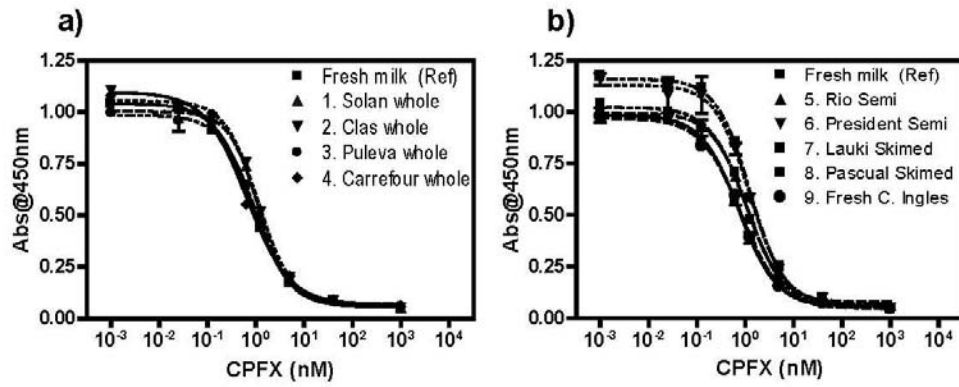 a)
1.25
1.00
0.75
0.50
0.25
0.00
Abs@450nm
Fresh milk (Ref)
1. Solan whole
2. Clas whole
3. Puleva whole
4. Carrefour whole
10⁻³ 10⁻² 10⁻¹ 10⁰ 10¹ 10² 10³ 10⁴
CPFX (nM)
b)
1.25
1.00
0.75
0.50
0.25
0.00
Abs@450nm
Fresh milk (Ref)
5. Rio Semi
6. President Semi
7. Lauki Skimed
8. Pascual Skimed
9. Fresh C. Ingles
10⁻³ 10⁻² 10⁻¹ 10⁰ 10¹ 10² 10³ 10⁴
CPFX (nM)